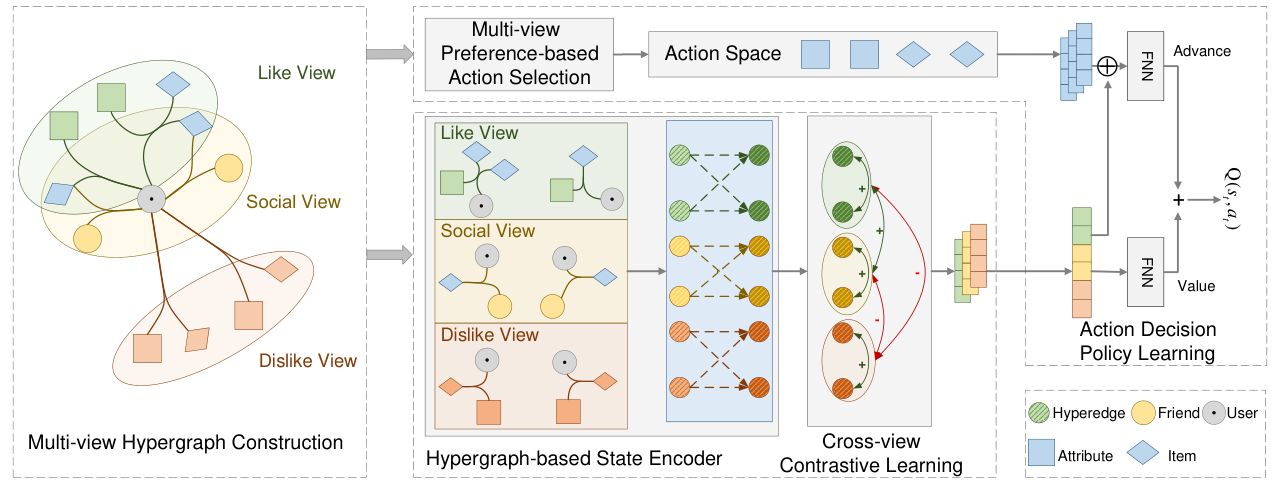 Like View
Social View
Dislike View
Multi-view Hypergraph Construction
Multi-view
Preference-based
Action Selection
Action Space
Like View
Social View
Dislike View
Hypergraph-based State Encoder
+
+
+
+
-
-
Cross-view
Contrastive Learning
FNN
Advance
+
Q(s_t, a_t)
FNN
Value
Action Decision
Policy Learning
Hyperedge
Friend
User
Attribute
Item